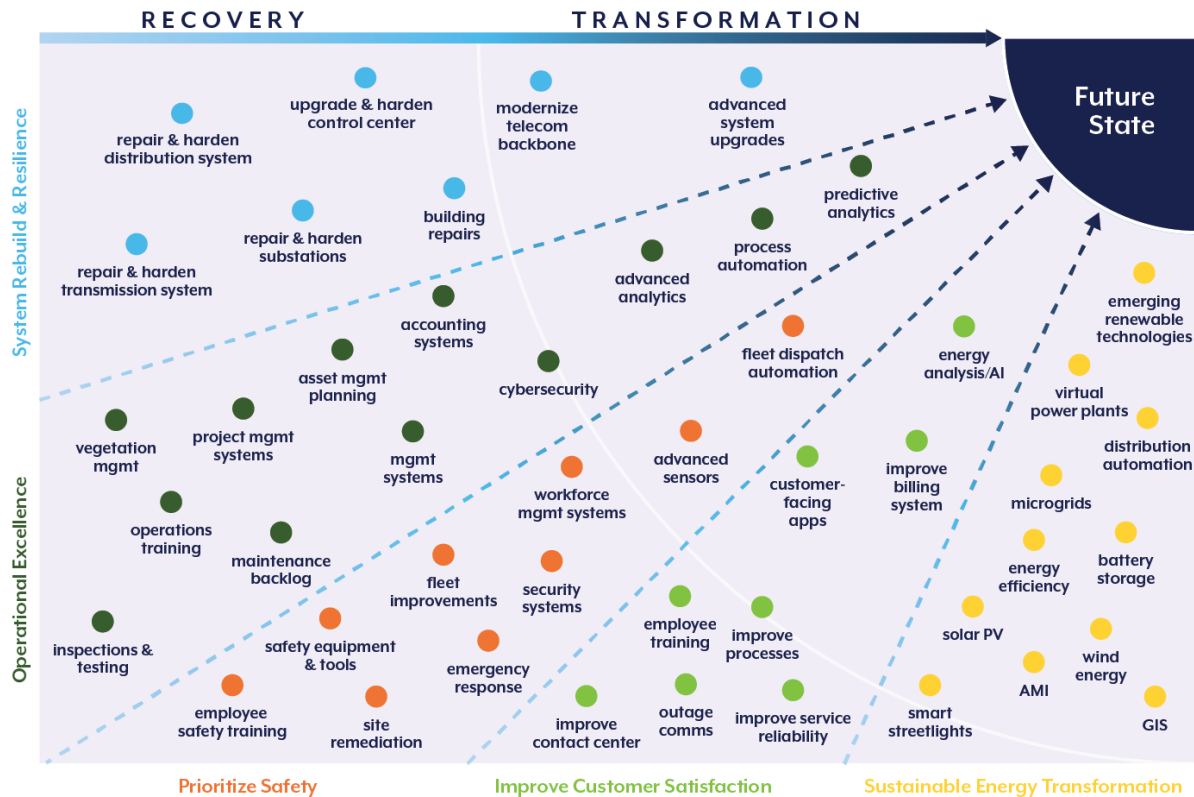 RECOVERY
TRANSFORMATION
Future
State
System Rebuild & Resilience
upgrade & harden
control center
modernize
telecom
backbone
advanced
system
upgrades
repair & harden
distribution system
building
repairs
repair & harden
substations
repair & harden
transmission system
predictive
analytics
process
automation
advanced
analytics
accounting
systems
asset mgmt
planning
cybersecurity
vegetation
mgmt
project mgmt
systems
mgmt
systems
operations
training
maintenance
backlog
inspections &
testing
Operational Excellence
fleet dispatch
automation
advanced
sensors
workforce
mgmt systems
fleet
improvements
security
systems
safety equipment
& tools
emergency
response
employee
safety training
site
remediation
Prioritize Safety
energy
analysis/AI
customer-
facing
apps
improve
billing
system
employee
training
improve
processes
improve
contact center
outage
comms
improve service
reliability
Improve Customer Satisfaction
emerging
renewable
technologies
virtual
power plants
distribution
automation
microgrids
energy
efficiency
battery
storage
solar PV
wind
energy
AMI
smart
streetlights
GIS
Sustainable Energy Transformation